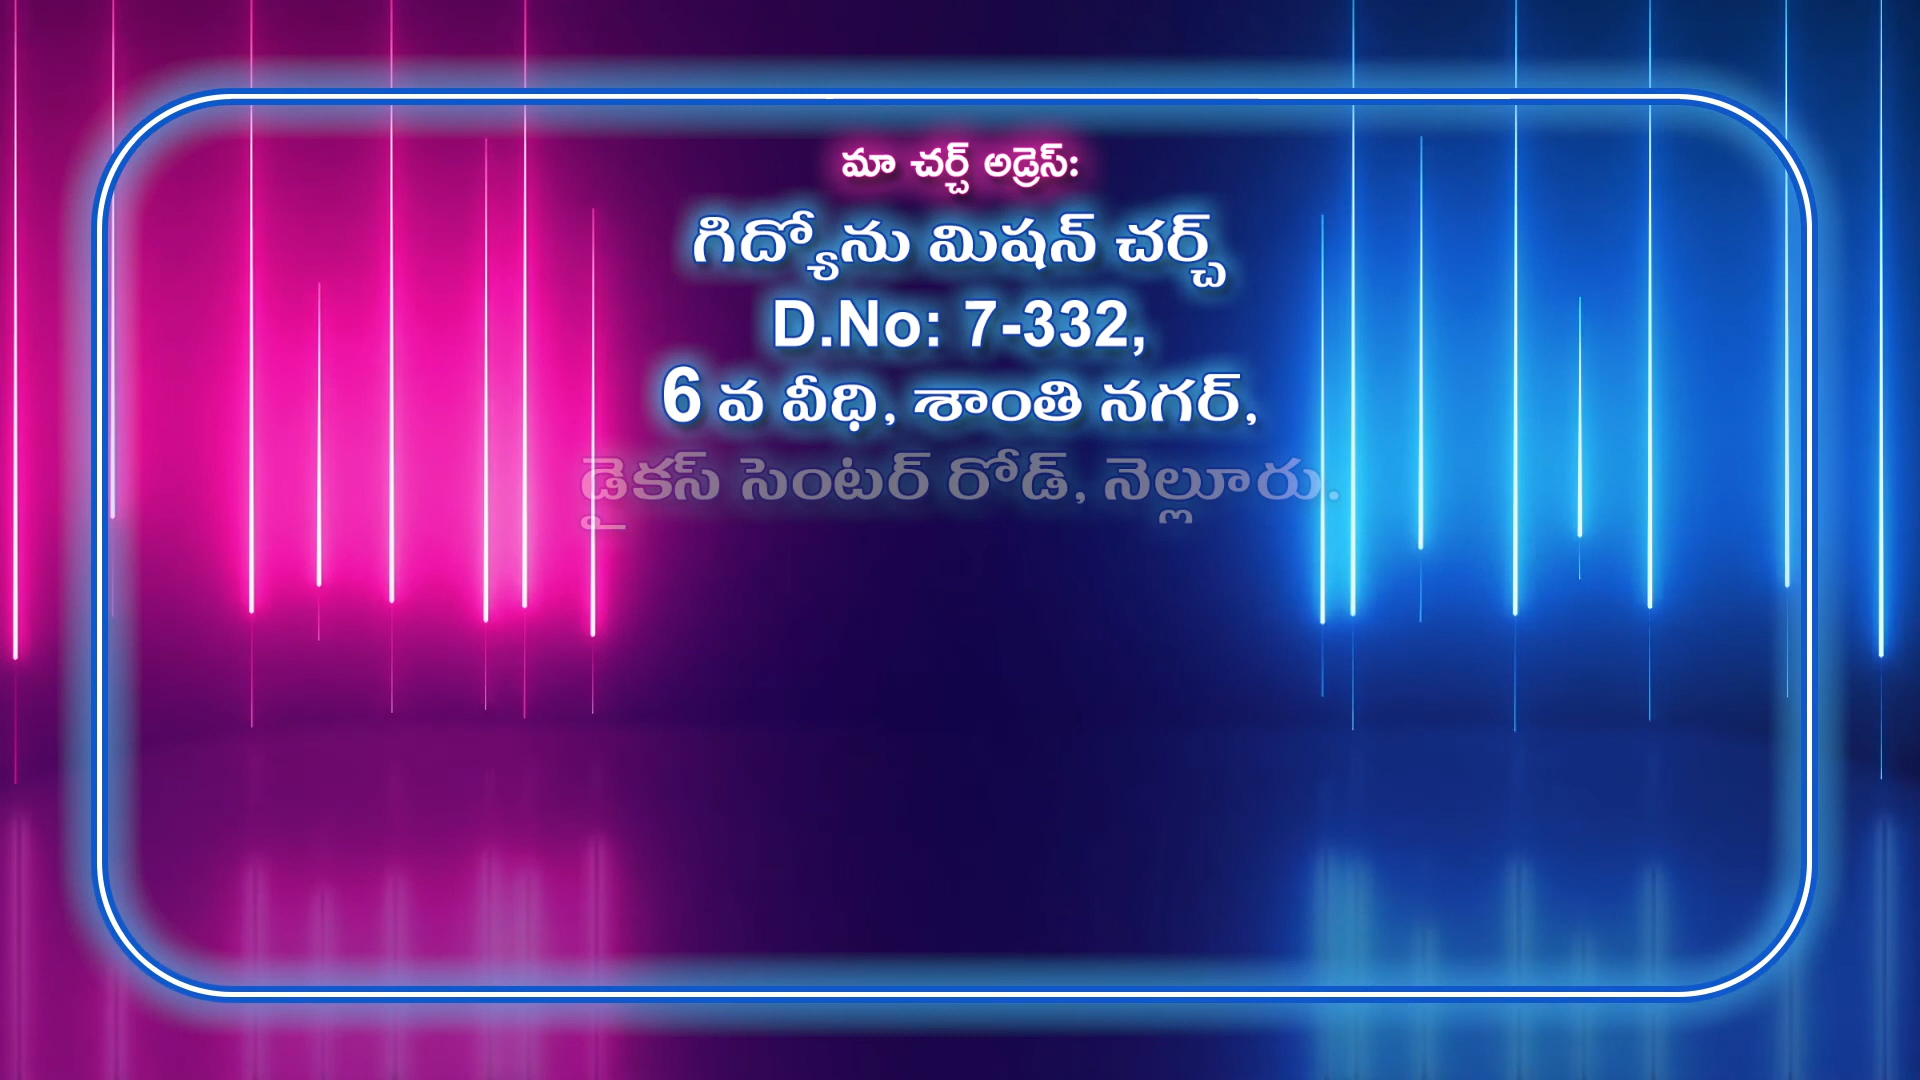 మా చర్చ్ అడ్రెస్:
గిద్యోను మిషన్ చర్చ్
D.No: 7-332,
6 వ వీధి, శాంతి నగర్,
డైకస్ సెంటర్ రోడ్, నెల్లూరు.